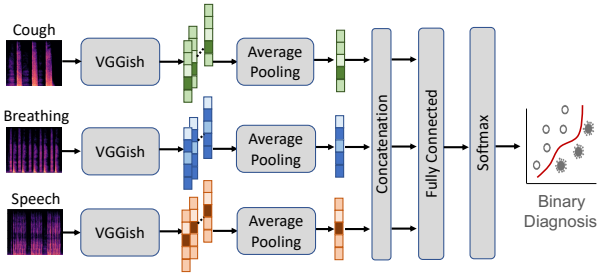 Cough
VGGish
Average
Pooling
Breathing
VGGish
Average
Pooling
Speech
VGGish
Average
Pooling
Concatenation
Fully Connected
Softmax
Binary
Diagnosis